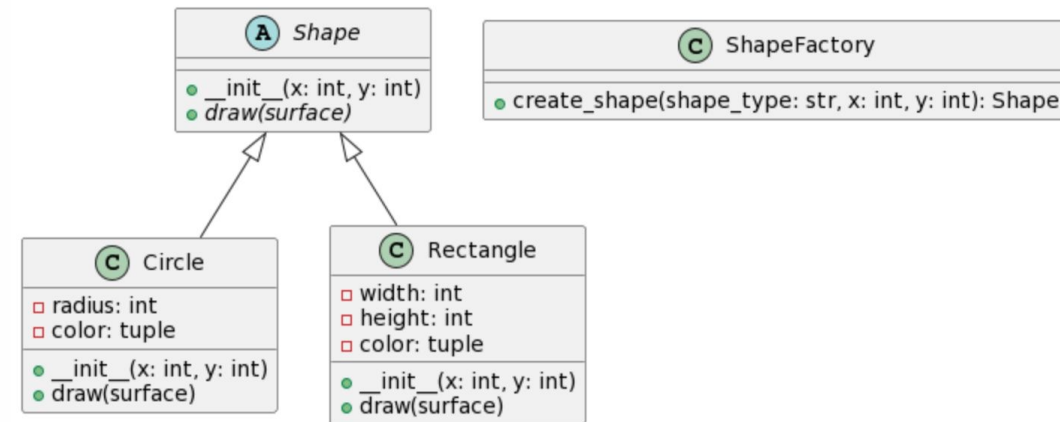 A Shape
__init__(x: int, y: int)
draw(surface)
C ShapeFactory
create_shape(shape_type: str, x: int, y: int): Shape
C Circle
radius: int
color: tuple
__init__(x: int, y: int)
draw(surface)
C Rectangle
width: int
height: int
color: tuple
__init__(x: int, y: int)
draw(surface)